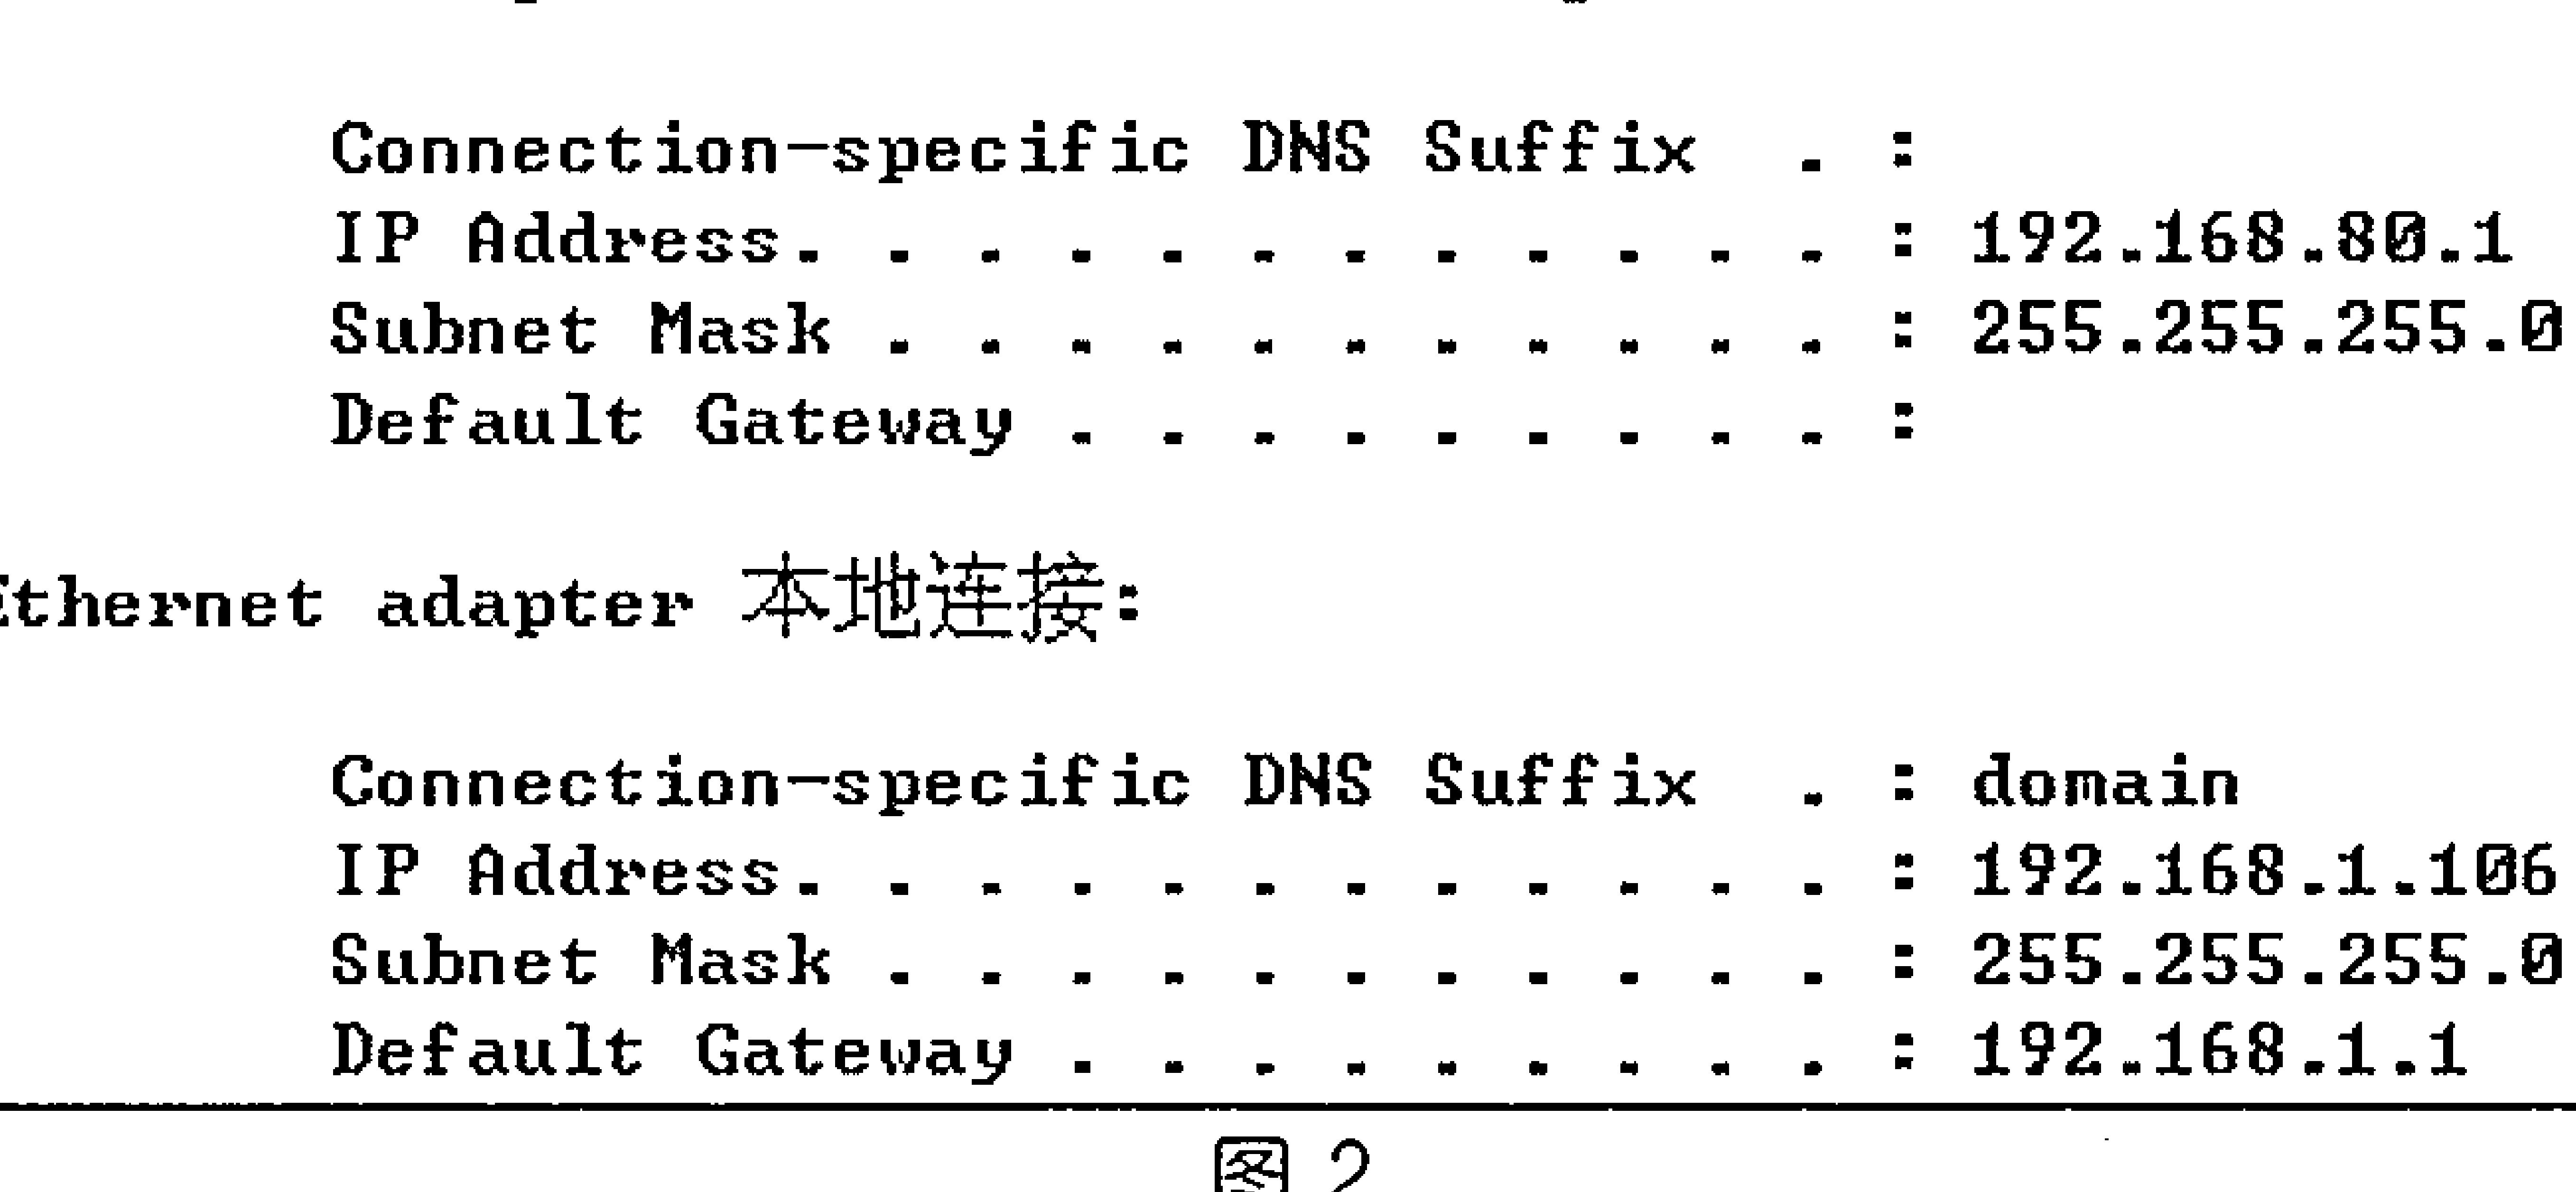 Connection-specific DNS Suffix  . :
IP Address. . . . . . . . . . . . : 192.168.80.1
Subnet Mask . . . . . . . . . . . : 255.255.255.0
Default Gateway . . . . . . . . . :
Ethernet adapter 本地连接:
Connection-specific DNS Suffix  . : domain
IP Address. . . . . . . . . . . . : 192.168.1.106
Subnet Mask . . . . . . . . . . . : 255.255.255.0
Default Gateway . . . . . . . . . : 192.168.1.1
图 2